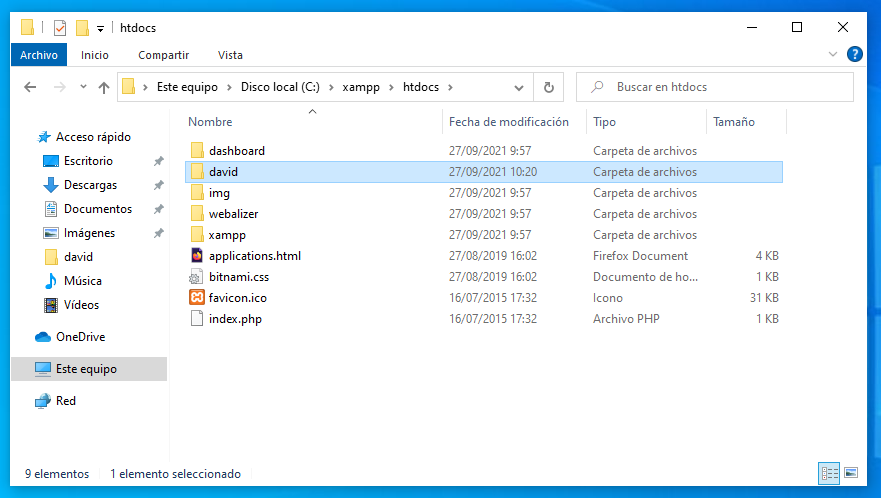 htdocs
Archivo Inicio Compartir Vista
Este equipo Disco local (C:) xampp htdocs Buscar en htdocs
Nombre Fecha de modificación Tipo Tamaño
Acceso rápido
Escritorio
Descargas
Documentos
Imágenes
david
Música
Vídeos
OneDrive
Este equipo
Red
dashboard 27/09/2021 9:57 Carpeta de archivos
david 27/09/2021 10:20 Carpeta de archivos
img 27/09/2021 9:57 Carpeta de archivos
webalizer 27/09/2021 9:57 Carpeta de archivos
xampp 27/09/2021 9:57 Carpeta de archivos
applications.html 27/08/2019 16:02 Firefox Document 4 KB
bitnami.css 27/08/2019 16:02 Documento de ho... 1 KB
favicon.ico 16/07/2015 17:32 Icono 31 KB
index.php 16/07/2015 17:32 Archivo PHP 1 KB
9 elementos 1 elemento seleccionado